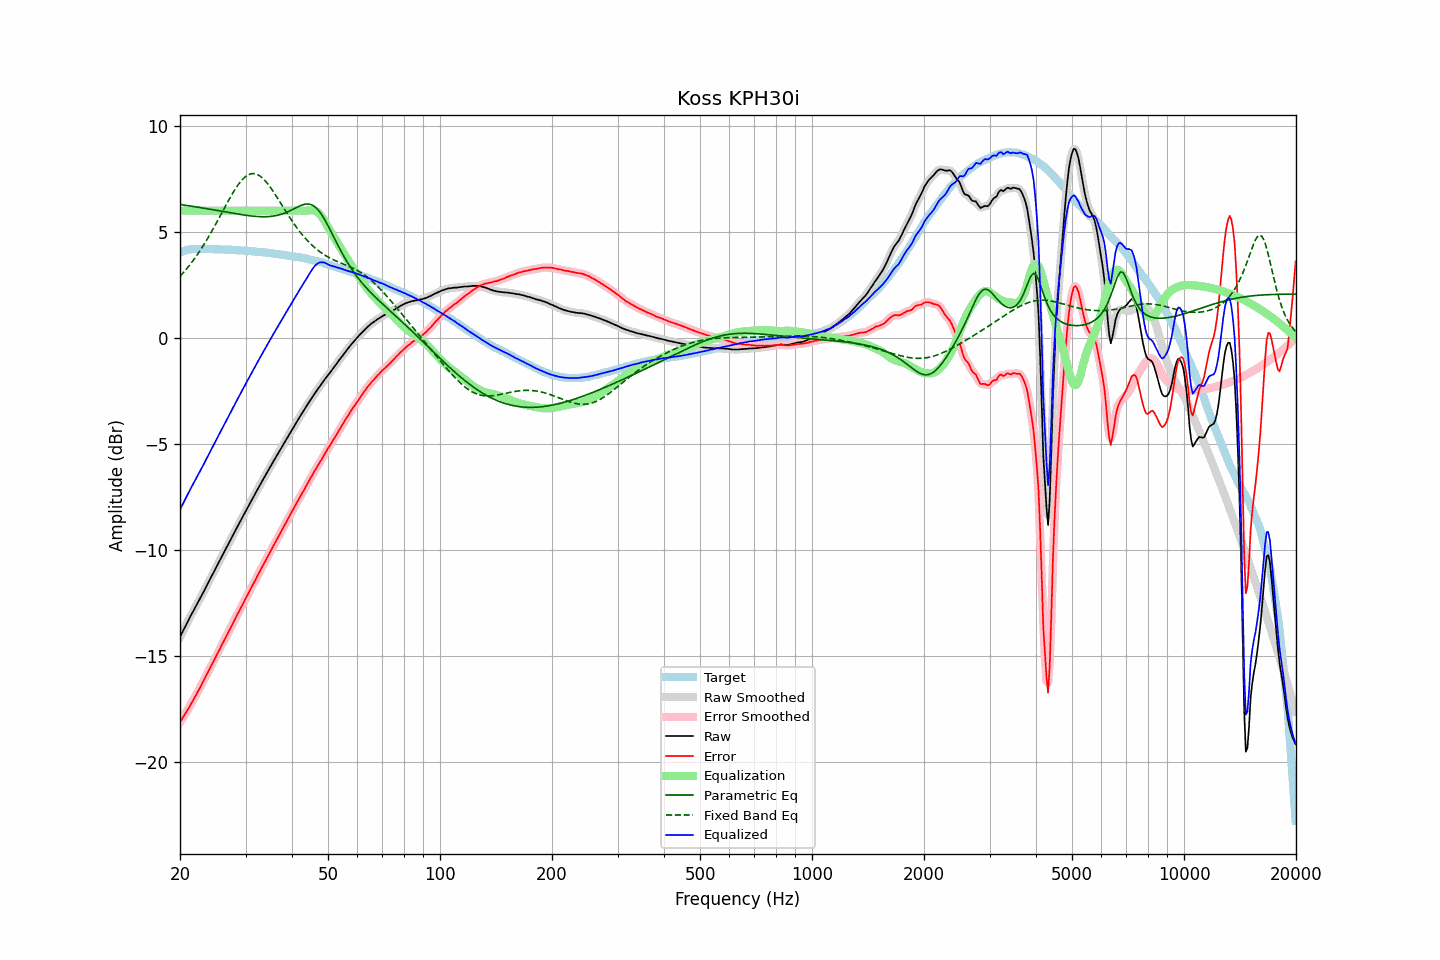 Koss KPH30i
10
5
0
−5
−10
−15
−20
Amplitude (dBr)
20
50
100
200
500
1000
2000
5000
10000
20000
Frequency (Hz)
Target
Raw Smoothed
Error Smoothed
Raw
Error
Equalization
Parametric Eq
Fixed Band Eq
Equalized